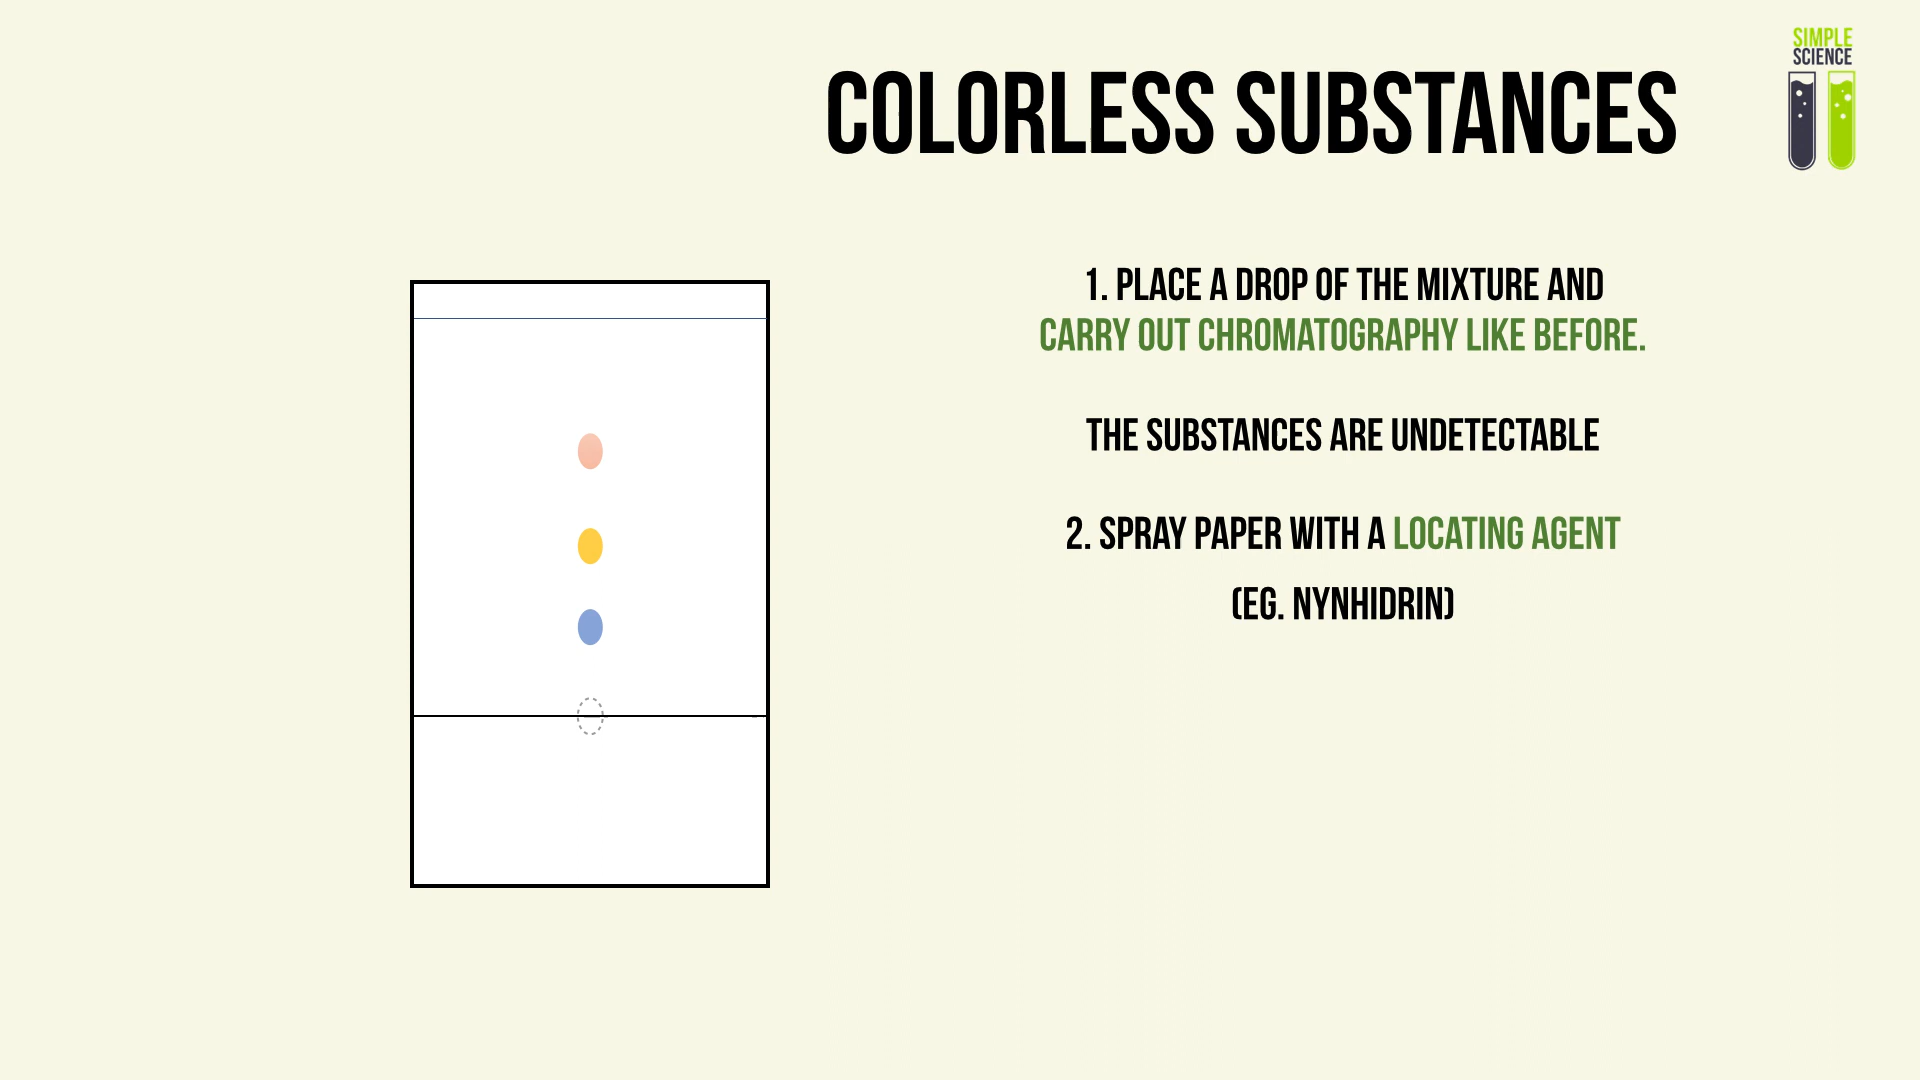 SIMPLE
SCIENCE
COLORLESS SUBSTANCES
1. PLACE A DROP OF THE MIXTURE AND
CARRY OUT CHROMATOGRAPHY LIKE BEFORE.
THE SUBSTANCES ARE UNDETECTABLE
2. SPRAY PAPER WITH A LOCATING AGENT
(EG. NYNHIDRIN)